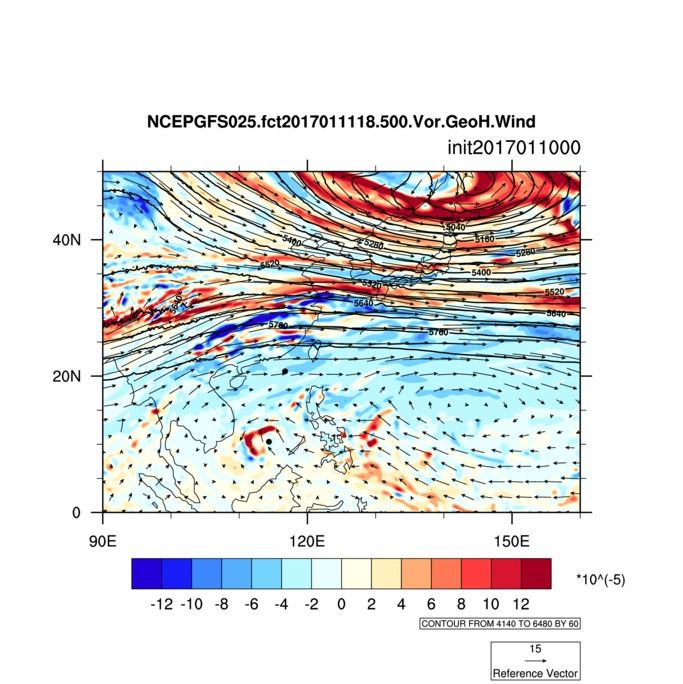 NCEPGFS025.fct2017011118.500.Vor.GeoH.Wind
init2017011000
5040
5400
5280
5160
40N
5280
5520
5400
5520
5640
5640
5760
5760
20N
0
90E
120E
150E
-12 -10 -8 -6 -4 -2 0 2 4 6 8 10 12
*10^(-5)
CONTOUR FROM 4140 TO 6480 BY 60
15
Reference Vector